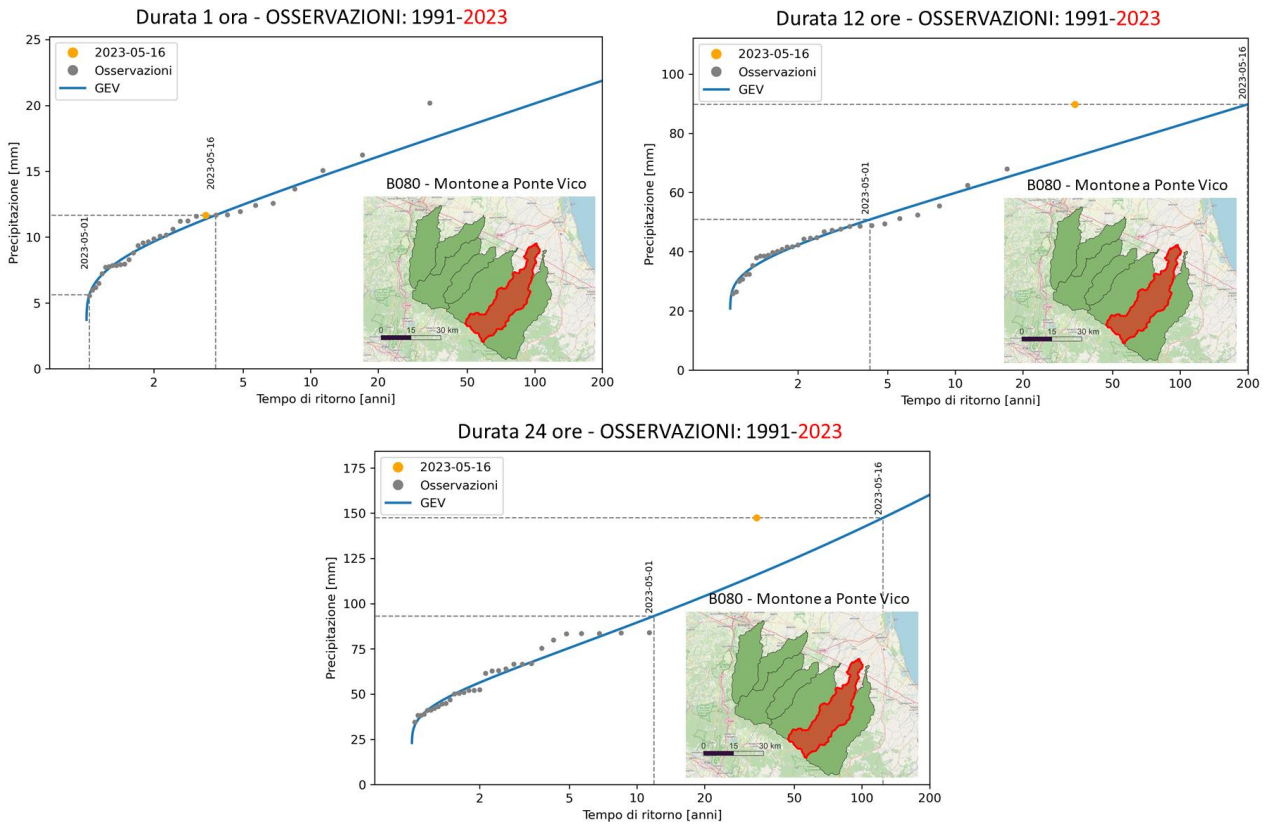 Durata 1 ora - OSSERVAZIONI: 1991-2023
25
20
15
10
5
0
Precipitazione [mm]
2023-05-16
Osservazioni
GEV
2023-05-01
2023-05-16
B080 - Montone a Ponte Vico
0 15 30 km
2 5 10 20 50 100 200
Tempo di ritorno [anni]
Durata 12 ore - OSSERVAZIONI: 1991-2023
100
80
60
40
20
0
Precipitazione [mm]
2023-05-16
Osservazioni
GEV
2023-05-01
2023-05-16
B080 - Montone a Ponte Vico
0 15 30 km
2 5 10 20 50 100 200
Tempo di ritorno [anni]
Durata 24 ore - OSSERVAZIONI: 1991-2023
175
150
125
100
75
50
25
0
Precipitazione [mm]
2023-05-16
Osservazioni
GEV
2023-05-01
2023-05-16
B080 - Montone a Ponte Vico
0 15 30 km
2 5 10 20 50 100 200
Tempo di ritorno [anni]